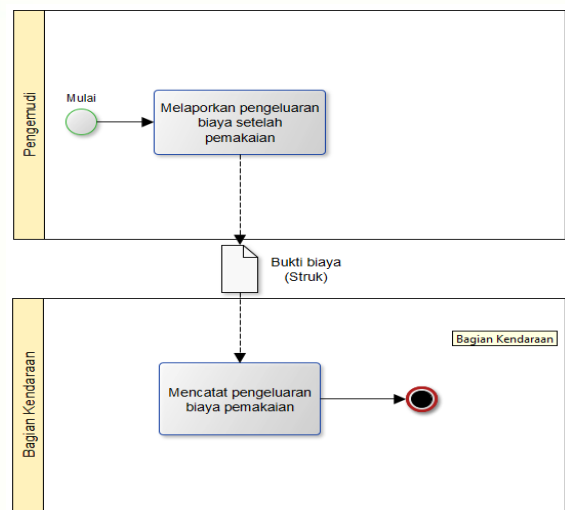 Pengemudi
Mulai
Melaporkan pengeluaran
biaya setelah
pemakaian
Bukti biaya
(Struk)
Bagian Kendaraan
Bagian Kendaraan
Mencatat pengeluaran
biaya pemakaian